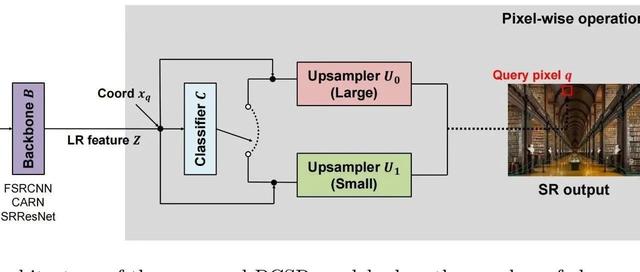 Pixel-wise operation
Query pixel q
Coord x_q
Backbone B
LR feature Z
Classifier C
Upsampler U_0
(Large)
Upsampler U_1
(Small)
SR output
FSRCNN
CARN
SRResNet